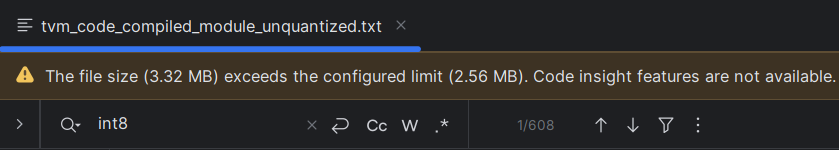 tvm_code_compiled_module_unquantized.txt
The file size (3.32 MB) exceeds the configured limit (2.56 MB). Code insight features are not available.
int8 Cc W .* 1/608